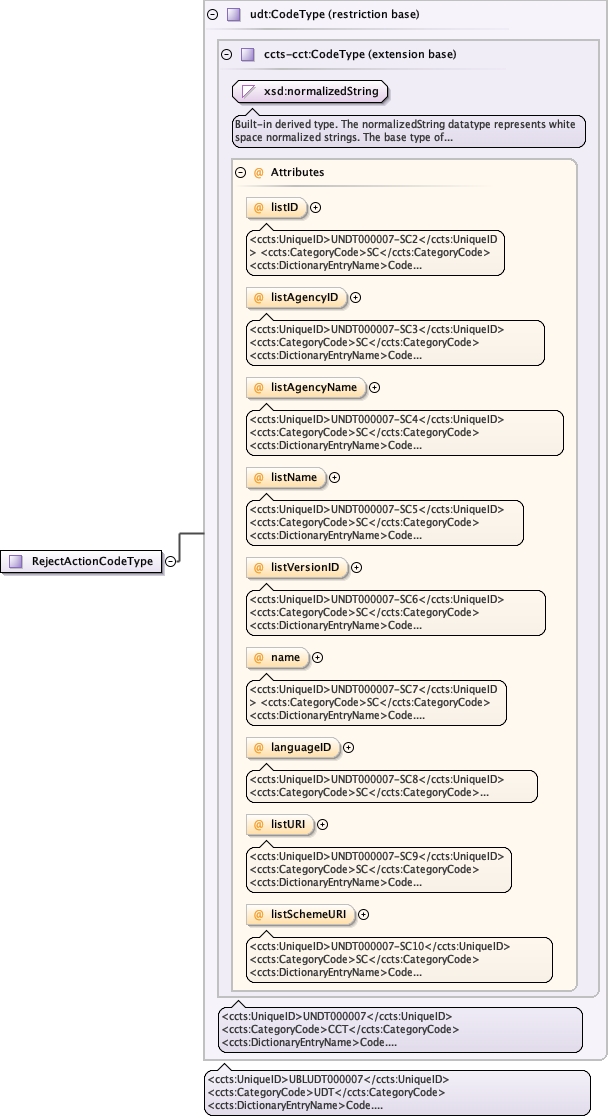 udt:CodeType (restriction base)
ccts-cct:CodeType (extension base)
xsd:normalizedString
Built-in derived type. The normalizedString datatype represents white
space normalized strings. The base type of...
@ Attributes
@ listID
<ccts:UniqueID>UNDT000007-SC2</ccts:UniqueID
> <ccts:CategoryCode>SC</ccts:CategoryCode>
<ccts:DictionaryEntryName>Code...
@ listAgencyID
<ccts:UniqueID>UNDT000007-SC3</ccts:UniqueID>
<ccts:CategoryCode>SC</ccts:CategoryCode>
<ccts:DictionaryEntryName>Code...
@ listAgencyName
<ccts:UniqueID>UNDT000007-SC4</ccts:UniqueID>
<ccts:CategoryCode>SC</ccts:CategoryCode>
<ccts:DictionaryEntryName>Code...
@ listName
<ccts:UniqueID>UNDT000007-SC5</ccts:UniqueID>
<ccts:CategoryCode>SC</ccts:CategoryCode>
<ccts:DictionaryEntryName>Code...
RejectActionCodeType
@ listVersionID
<ccts:UniqueID>UNDT000007-SC6</ccts:UniqueID>
<ccts:CategoryCode>SC</ccts:CategoryCode>
<ccts:DictionaryEntryName>Code...
@ name
<ccts:UniqueID>UNDT000007-SC7</ccts:UniqueID
> <ccts:CategoryCode>SC</ccts:CategoryCode>
<ccts:DictionaryEntryName>Code....
@ languageID
<ccts:UniqueID>UNDT000007-SC8</ccts:UniqueID>
<ccts:CategoryCode>SC</ccts:CategoryCode>...
@ listURI
<ccts:UniqueID>UNDT000007-SC9</ccts:UniqueID>
<ccts:CategoryCode>SC</ccts:CategoryCode>
<ccts:DictionaryEntryName>Code...
@ listSchemeURI
<ccts:UniqueID>UNDT000007-SC10</ccts:UniqueID>
<ccts:CategoryCode>SC</ccts:CategoryCode>
<ccts:DictionaryEntryName>Code...
<ccts:UniqueID>UNDT000007</ccts:UniqueID>
<ccts:CategoryCode>CCT</ccts:CategoryCode>
<ccts:DictionaryEntryName>Code....
<ccts:UniqueID>UBLUDT000007</ccts:UniqueID>
<ccts:CategoryCode>UDT</ccts:CategoryCode>
<ccts:DictionaryEntryName>Code....